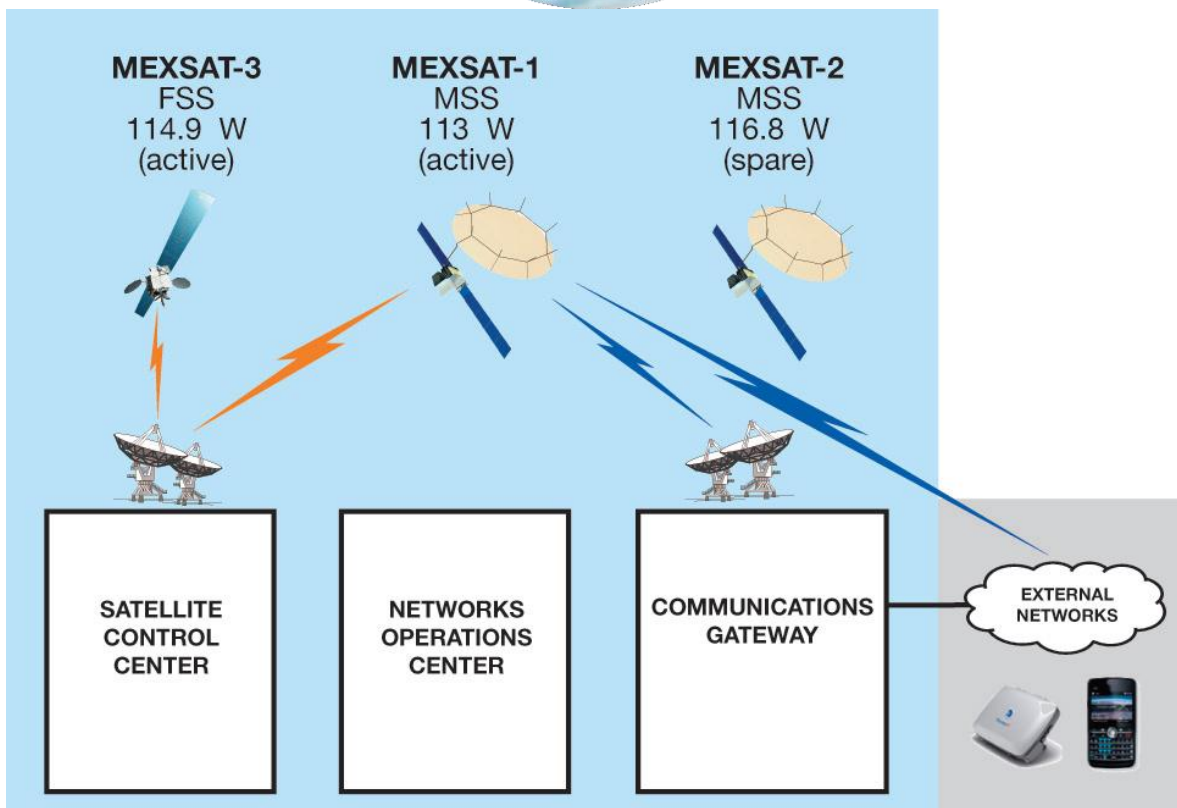 MEXSAT-3
FSS
114.9 W
(active)
MEXSAT-1
MSS
113 W
(active)
MEXSAT-2
MSS
116.8 W
(spare)
SATELLITE
CONTROL
CENTER
NETWORKS
OPERATIONS
CENTER
COMMUNICATIONS
GATEWAY
EXTERNAL
NETWORKS